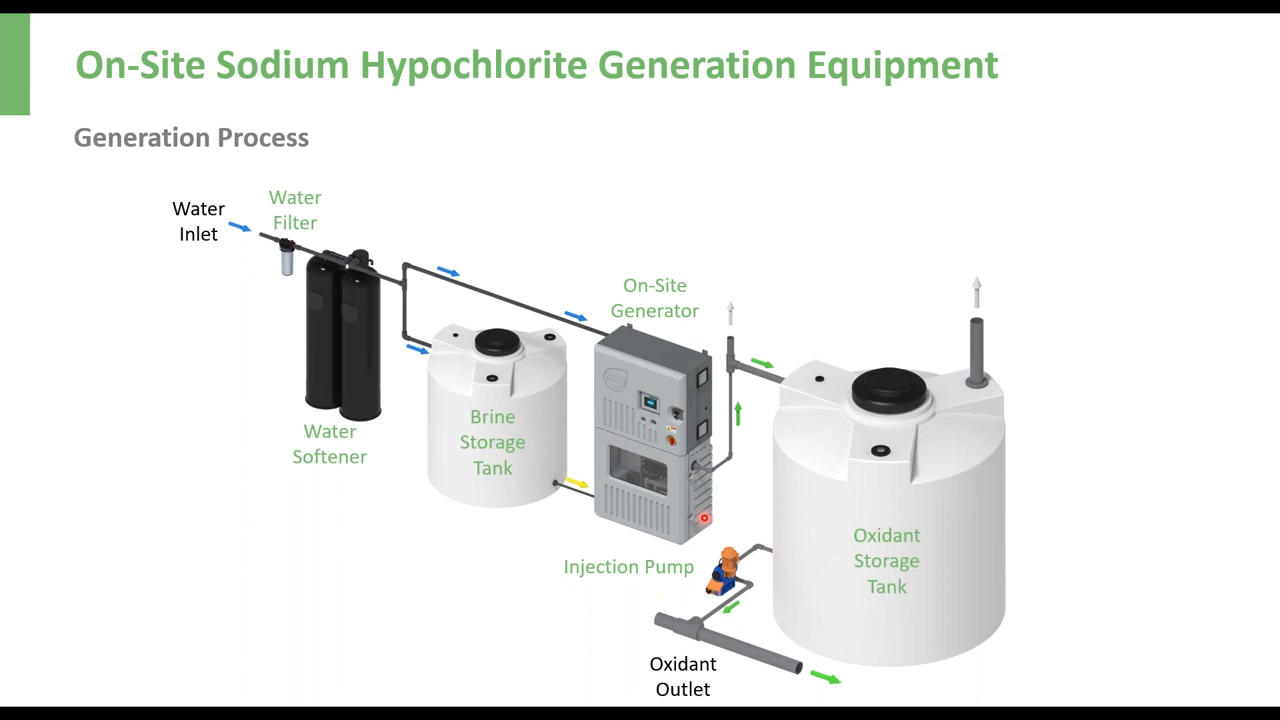 On-Site Sodium Hypochlorite Generation Equipment
Generation Process
Water
Inlet
Water
Filter
Water
Softener
Brine
Storage
Tank
On-Site
Generator
Injection Pump
Oxidant
Storage
Tank
Oxidant
Outlet